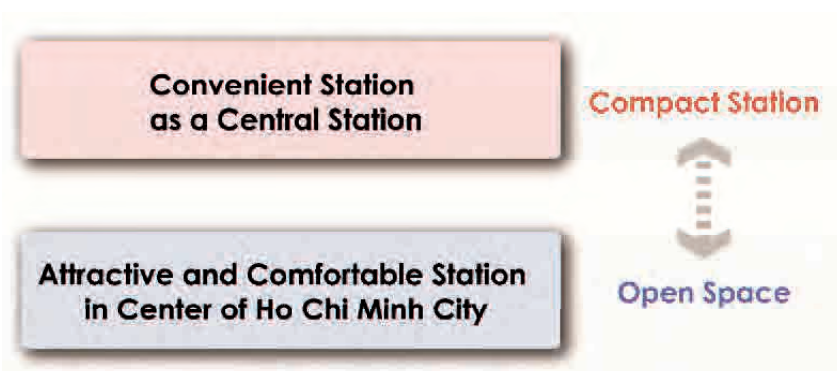 Convenient Station
as a Central Station
Compact Station
Attractive and Comfortable Station
in Center of Ho Chi Minh City
Open Space